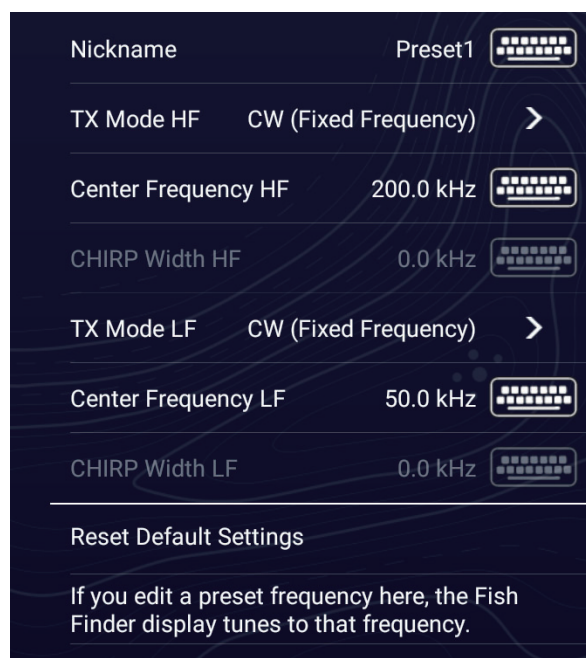 Nickname Preset1
TX Mode HF CW (Fixed Frequency)
Center Frequency HF 200.0 kHz
CHIRP Width HF 0.0 kHz
TX Mode LF CW (Fixed Frequency)
Center Frequency LF 50.0 kHz
CHIRP Width LF 0.0 kHz
Reset Default Settings
If you edit a preset frequency here, the Fish
Finder display tunes to that frequency.